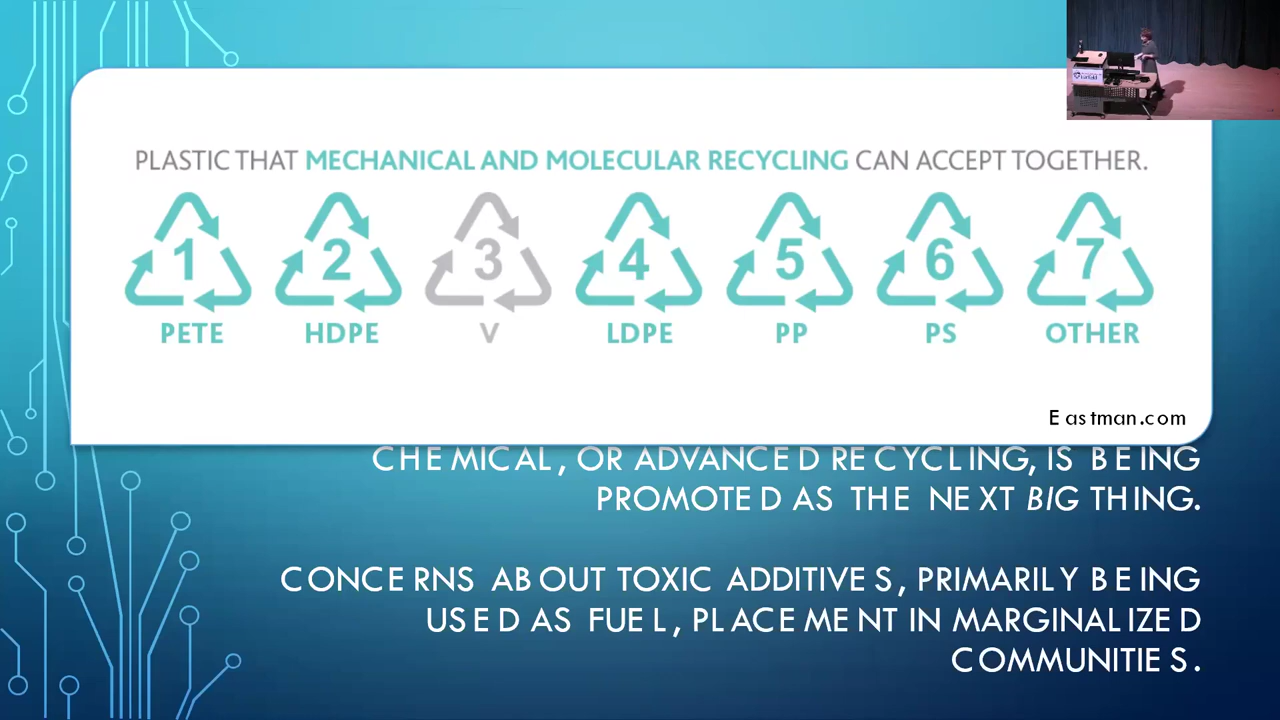 PLASTIC THAT MECHANICAL AND MOLECULAR RECYCLING CAN ACCEPT TOGETHER.
1 2 3 4 5 6 7
PETE HDPE V LDPE PP PS OTHER
Eastman.com
CHEMICAL, OR ADVANCED RECYCLING, IS BEING
PROMOTED AS THE NEXT BIG THING.
CONCERNS ABOUT TOXIC ADDITIVES, PRIMARILY BEING
USED AS FUEL, PLACEMENT IN MARGINALIZED
COMMUNITIES.